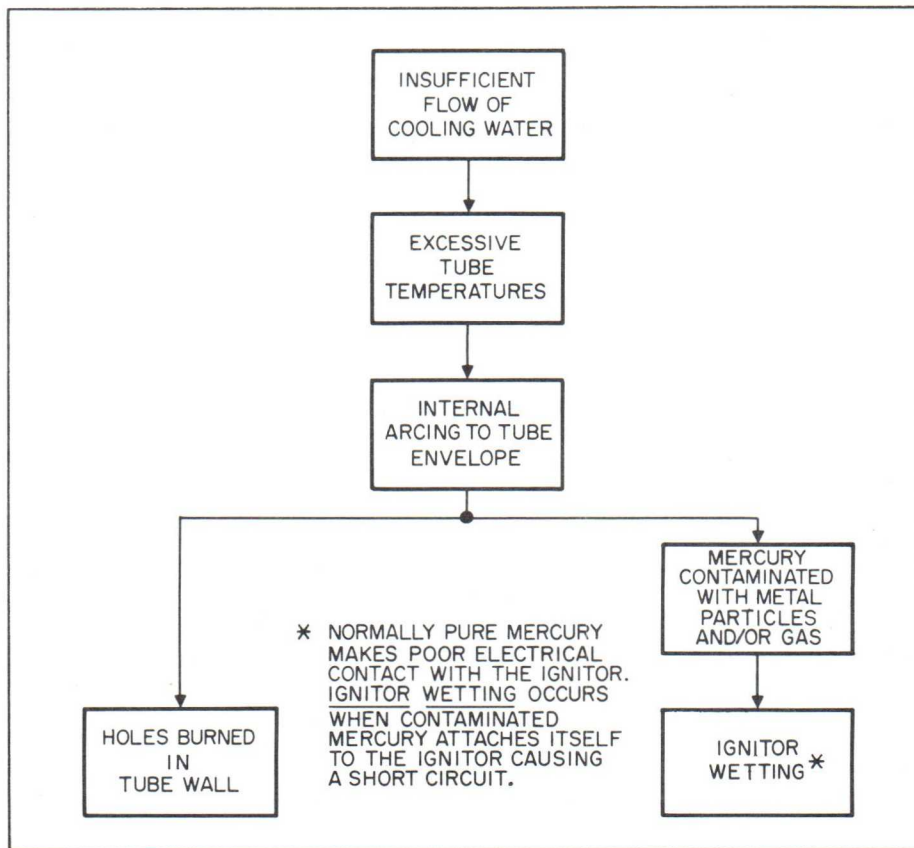 INSUFFICIENT
FLOW OF
COOLING WATER
EXCESSIVE
TUBE
TEMPERATURES
INTERNAL
ARCING TO TUBE
ENVELOPE
MERCURY
CONTAMINATED
WITH METAL
PARTICLES
AND/OR GAS
* NORMALLY PURE MERCURY
MAKES POOR ELECTRICAL
CONTACT WITH THE IGNITOR.
IGNITOR WETTING OCCURS
WHEN CONTAMINATED
MERCURY ATTACHES ITSELF
TO THE IGNITOR CAUSING
A SHORT CIRCUIT.
HOLES BURNED
IN
TUBE WALL
IGNITOR
WETTING*